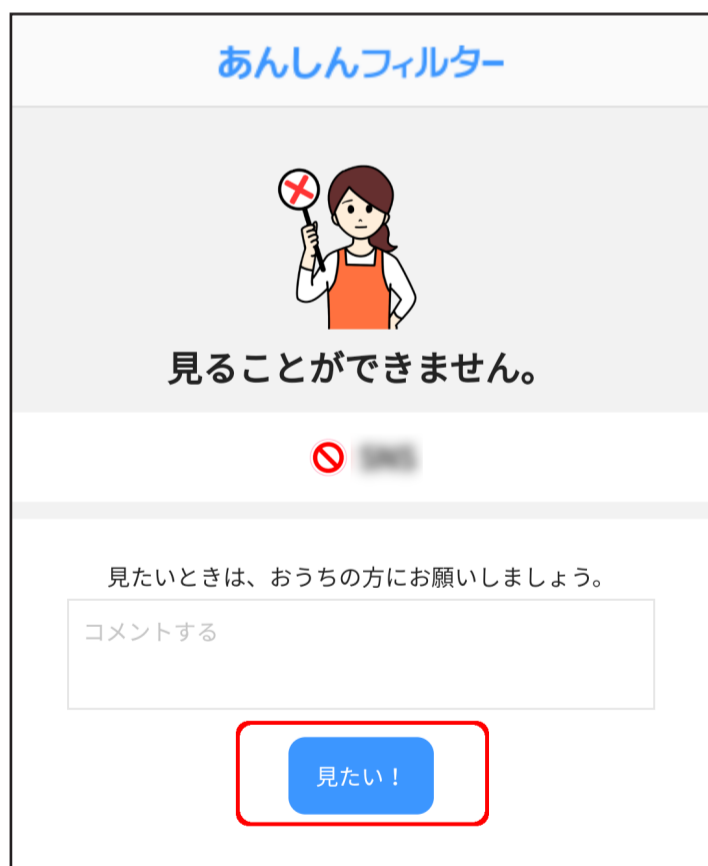 あんしんフィルター
見ることができません。
見たいときは、おうちの方にお願いしましょう。
コメントする
見たい！